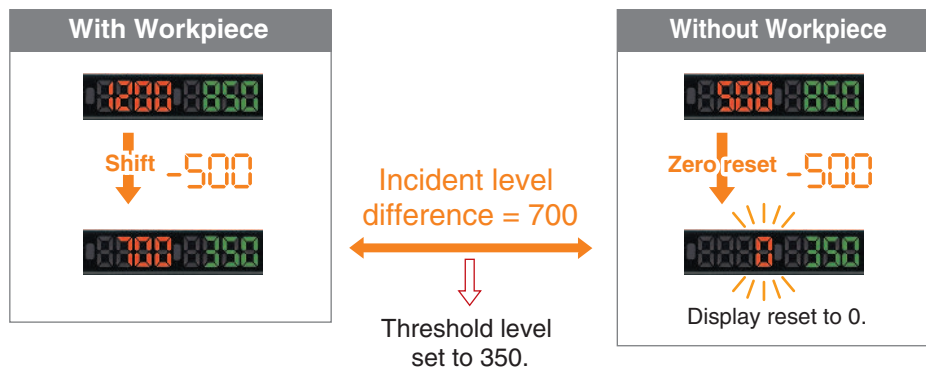 With Workpiece
1200 850
Shift -500
700 350
Incident level
difference = 700
Threshold level
set to 350.
Without Workpiece
500 850
Zero reset -500
0 350
Display reset to 0.